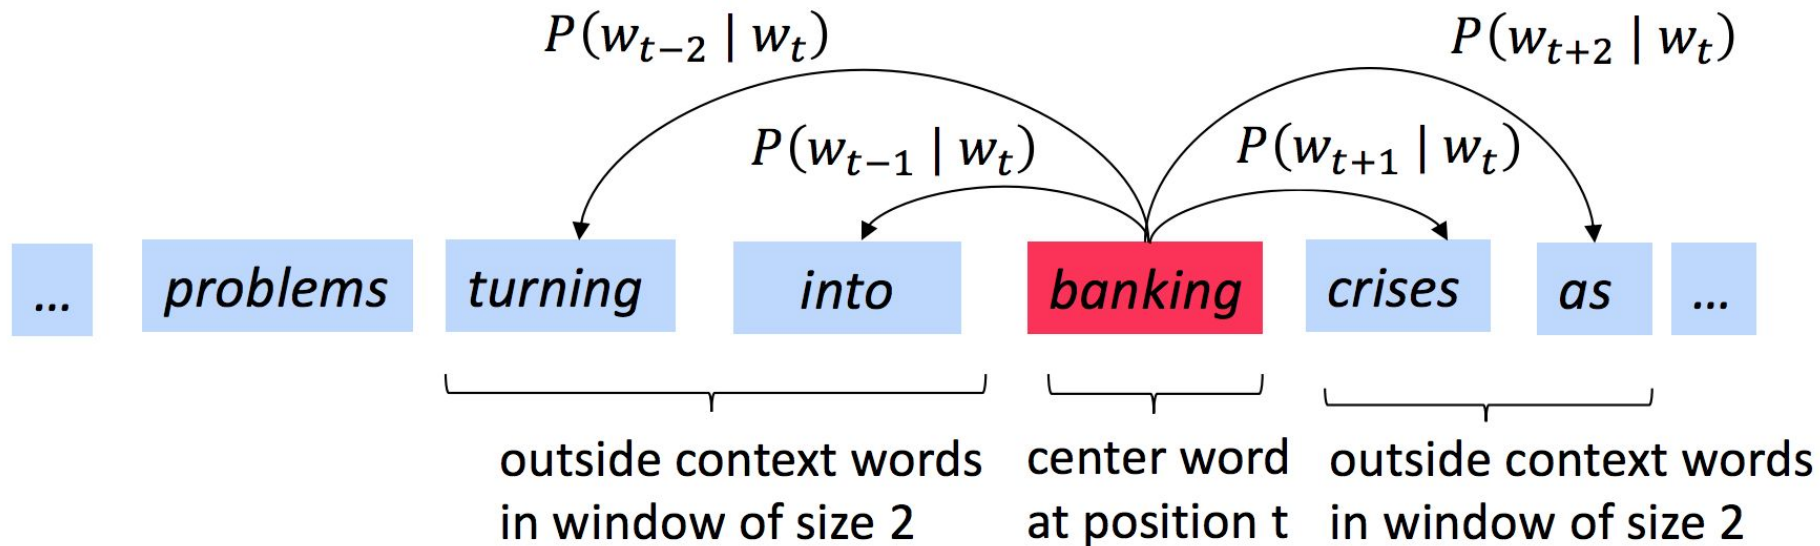 P(w_{t−2} | w_t)
P(w_{t+2} | w_t)
P(w_{t−1} | w_t)
P(w_{t+1} | w_t)
... problems turning into banking crises as ...
outside context words
in window of size 2
center word
at position t
outside context words
in window of size 2